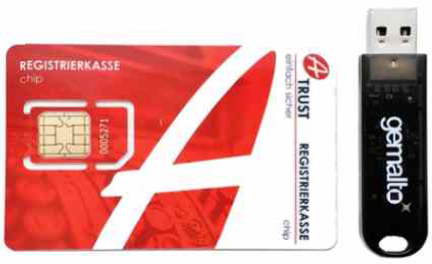 REGISTRIERKASSE
chip
0005271
A TRUST
einfach sicher
REGISTRIERKASSE
chip
gemalto